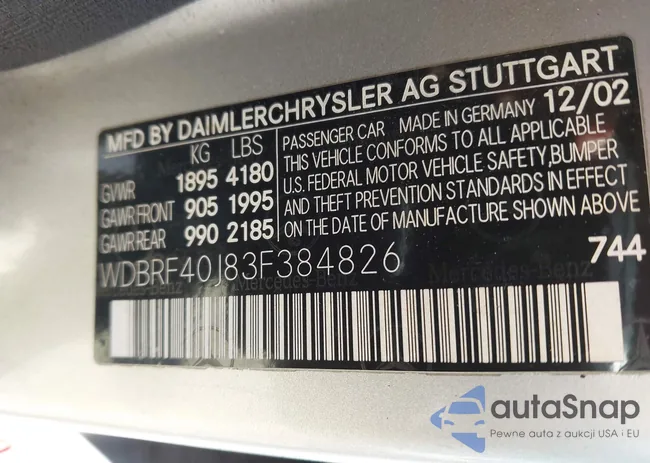 MFD BY DAIMLERCHRYSLER AG STUTTGART
KG LBS
GVWR 1895 4180
GAWR FRONT 905 1995
GAWR REAR 990 2185
PASSENGER CAR MADE IN GERMANY 12/02
THIS VEHICLE CONFORMS TO ALL APPLICABLE
U.S. FEDERAL MOTOR VEHICLE SAFETY,BUMPER
AND THEFT PREVENTION STANDARDS IN EFFECT
ON THE DATE OF MANUFACTURE SHOWN ABOVE
WDBRF40J83F384826
744
Mercedes-Benz
autaSnap
Pewne auta z aukcji USA i EU